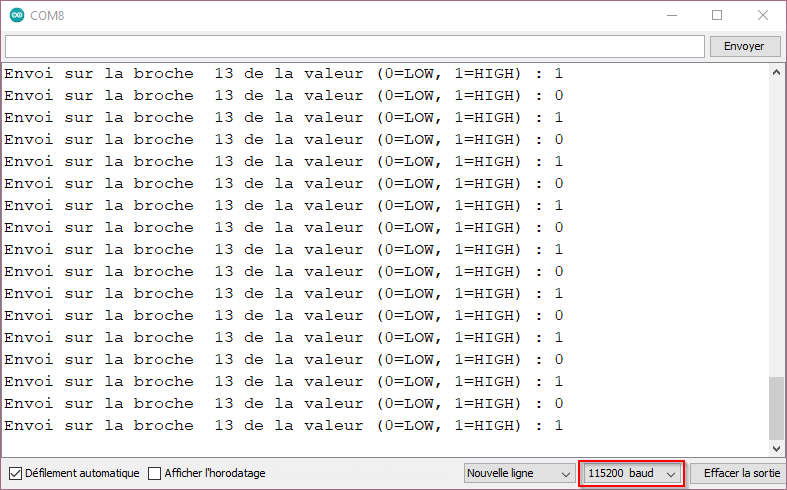 COM8
Envoyer
Envoi sur la broche  13 de la valeur (0=LOW, 1=HIGH) : 1
Envoi sur la broche  13 de la valeur (0=LOW, 1=HIGH) : 0
Envoi sur la broche  13 de la valeur (0=LOW, 1=HIGH) : 1
Envoi sur la broche  13 de la valeur (0=LOW, 1=HIGH) : 0
Envoi sur la broche  13 de la valeur (0=LOW, 1=HIGH) : 1
Envoi sur la broche  13 de la valeur (0=LOW, 1=HIGH) : 0
Envoi sur la broche  13 de la valeur (0=LOW, 1=HIGH) : 1
Envoi sur la broche  13 de la valeur (0=LOW, 1=HIGH) : 0
Envoi sur la broche  13 de la valeur (0=LOW, 1=HIGH) : 1
Envoi sur la broche  13 de la valeur (0=LOW, 1=HIGH) : 0
Envoi sur la broche  13 de la valeur (0=LOW, 1=HIGH) : 1
Envoi sur la broche  13 de la valeur (0=LOW, 1=HIGH) : 0
Envoi sur la broche  13 de la valeur (0=LOW, 1=HIGH) : 1
Envoi sur la broche  13 de la valeur (0=LOW, 1=HIGH) : 0
Envoi sur la broche  13 de la valeur (0=LOW, 1=HIGH) : 1
Envoi sur la broche  13 de la valeur (0=LOW, 1=HIGH) : 0
Envoi sur la broche  13 de la valeur (0=LOW, 1=HIGH) : 1
Défilement automatique Afficher l'horodatage Nouvelle ligne 115200 baud Effacer la sortie